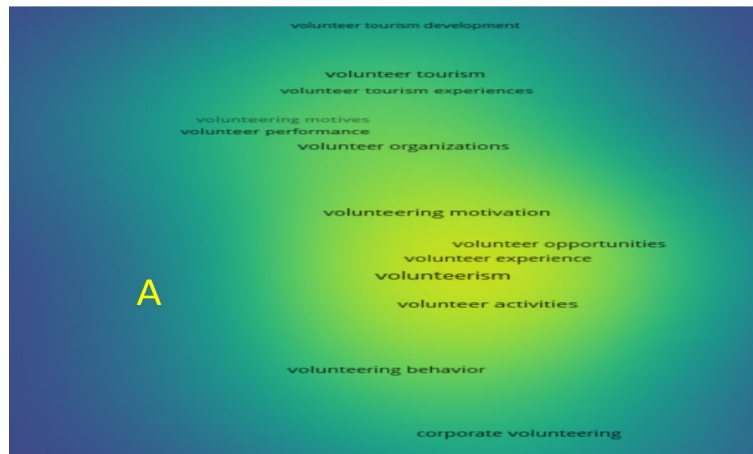 volunteer tourism development
volunteer tourism
volunteer tourism experiences
volunteering motives
volunteer performance
volunteer organizations
volunteering motivation
volunteer opportunities
volunteer experience
volunteerism
A
volunteer activities
volunteering behavior
corporate volunteering